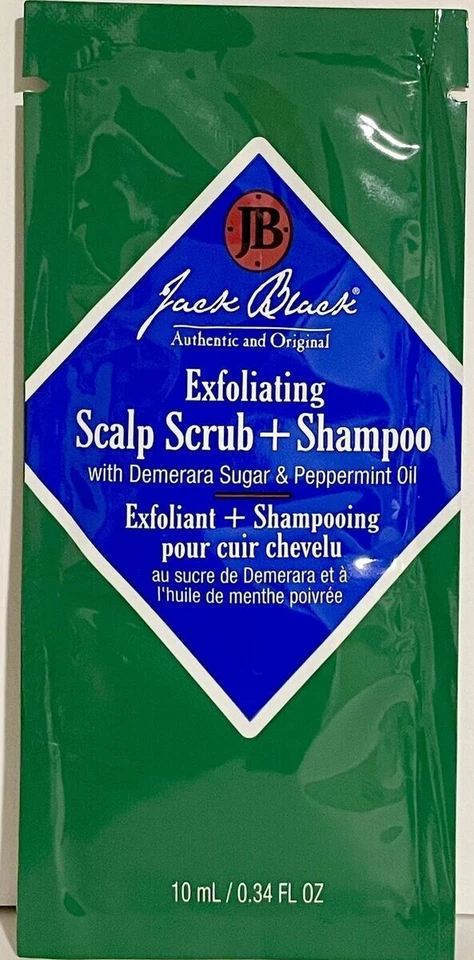 JB
Jack Black®
Authentic and Original
Exfoliating
Scalp Scrub + Shampoo
with Demerara Sugar & Peppermint Oil
Exfoliant + Shampooing
pour cuir chevelu
au sucre de Demerara et à
l'huile de menthe poivrée
10 mL / 0.34 FL OZ